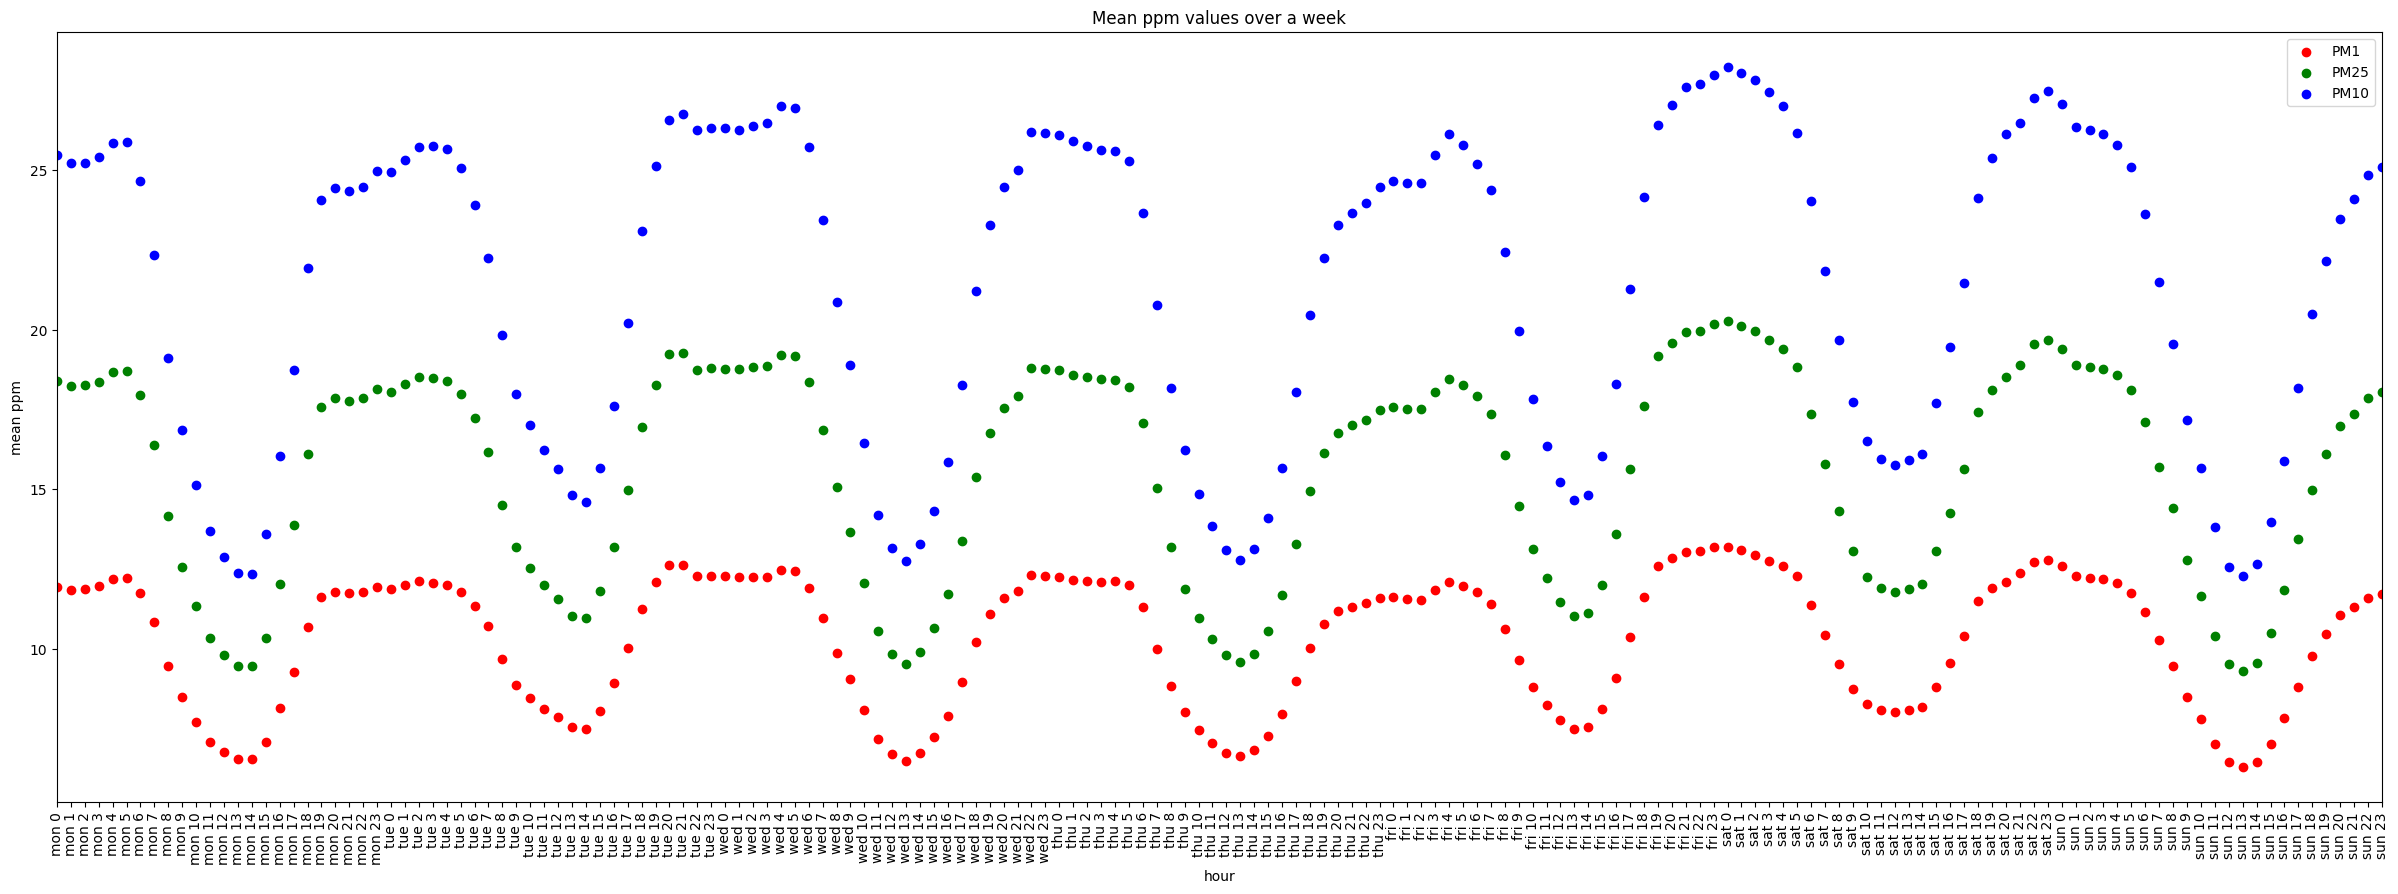 Mean ppm values over a week
PM1
PM25
PM10
mean ppm
25
20
15
10
mon 0
mon 1
mon 2
mon 3
mon 4
mon 5
mon 6
mon 7
mon 8
mon 9
mon 10
mon 11
mon 12
mon 13
mon 14
mon 15
mon 16
mon 17
mon 18
mon 19
mon 20
mon 21
mon 22
mon 23
tue 0
tue 1
tue 2
tue 3
tue 4
tue 5
tue 6
tue 7
tue 8
tue 9
tue 10
tue 11
tue 12
tue 13
tue 14
tue 15
tue 16
tue 17
tue 18
tue 19
tue 20
tue 21
tue 22
tue 23
wed 0
wed 1
wed 2
wed 3
wed 4
wed 5
wed 6
wed 7
wed 8
wed 9
wed 10
wed 11
wed 12
wed 13
wed 14
wed 15
wed 16
wed 17
wed 18
wed 19
wed 20
wed 21
wed 22
wed 23
thu 0
thu 1
thu 2
thu 3
thu 4
thu 5
thu 6
thu 7
thu 8
thu 9
thu 10
thu 11
thu 12
thu 13
thu 14
thu 15
thu 16
thu 17
thu 18
thu 19
thu 20
thu 21
thu 22
thu 23
fri 0
fri 1
fri 2
fri 3
fri 4
fri 5
fri 6
fri 7
fri 8
fri 9
fri 10
fri 11
fri 12
fri 13
fri 14
fri 15
fri 16
fri 17
fri 18
fri 19
fri 20
fri 21
fri 22
fri 23
sat 0
sat 1
sat 2
sat 3
sat 4
sat 5
sat 6
sat 7
sat 8
sat 9
sat 10
sat 11
sat 12
sat 13
sat 14
sat 15
sat 16
sat 17
sat 18
sat 19
sat 20
sat 21
sat 22
sat 23
sun 0
sun 1
sun 2
sun 3
sun 4
sun 5
sun 6
sun 7
sun 8
sun 9
sun 10
sun 11
sun 12
sun 13
sun 14
sun 15
sun 16
sun 17
sun 18
sun 19
sun 20
sun 21
sun 22
sun 23
hour